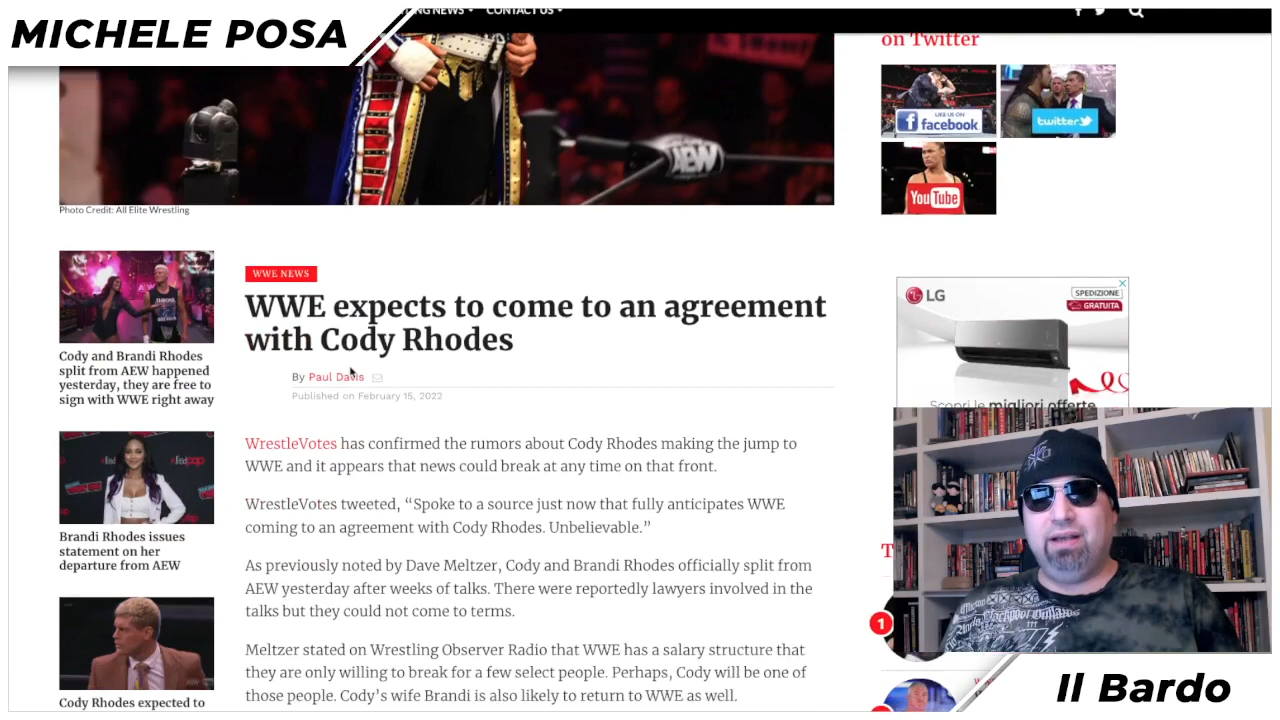 MICHELE POSA
NEWS CONTACT US
on Twitter
AEW
LIKE US ON
facebook
twitter
YouTube
Photo Credit: All Elite Wrestling
WWE NEWS
WWE expects to come to an agreement
with Cody Rhodes
By Paul Davis
Published on February 15, 2022
WrestleVotes has confirmed the rumors about Cody Rhodes making the jump to
WWE and it appears that news could break at any time on that front.
WrestleVotes tweeted, “Spoke to a source just now that fully anticipates WWE
coming to an agreement with Cody Rhodes. Unbelievable.”
As previously noted by Dave Meltzer, Cody and Brandi Rhodes officially split from
AEW yesterday after weeks of talks. There were reportedly lawyers involved in the
talks but they could not come to terms.
Meltzer stated on Wrestling Observer Radio that WWE has a salary structure that
they are only willing to break for a few select people. Perhaps, Cody will be one of
those people. Cody’s wife Brandi is also likely to return to WWE as well.
Cody and Brandi Rhodes
split from AEW happened
yesterday, they are free to
sign with WWE right away
Brandi Rhodes issues
statement on her
departure from AEW
Cody Rhodes expected to
LG
SPEDIZIONE
GRATUITA
Scopri le migliori offerte
T
1
Il Bardo